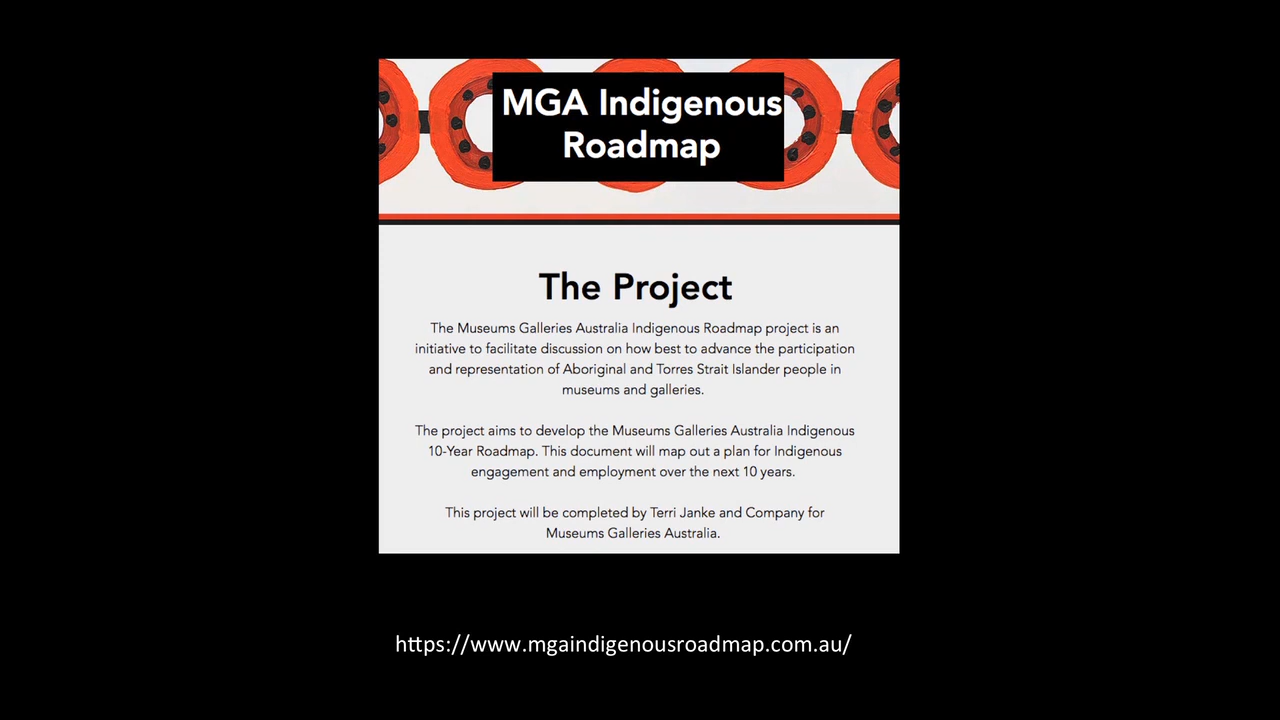 MGA Indigenous
Roadmap
The Project
The Museums Galleries Australia Indigenous Roadmap project is an
initiative to facilitate discussion on how best to advance the participation
and representation of Aboriginal and Torres Strait Islander people in
museums and galleries.
The project aims to develop the Museums Galleries Australia Indigenous
10-Year Roadmap. This document will map out a plan for Indigenous
engagement and employment over the next 10 years.
This project will be completed by Terri Janke and Company for
Museums Galleries Australia.
https://www.mgaindigenousroadmap.com.au/